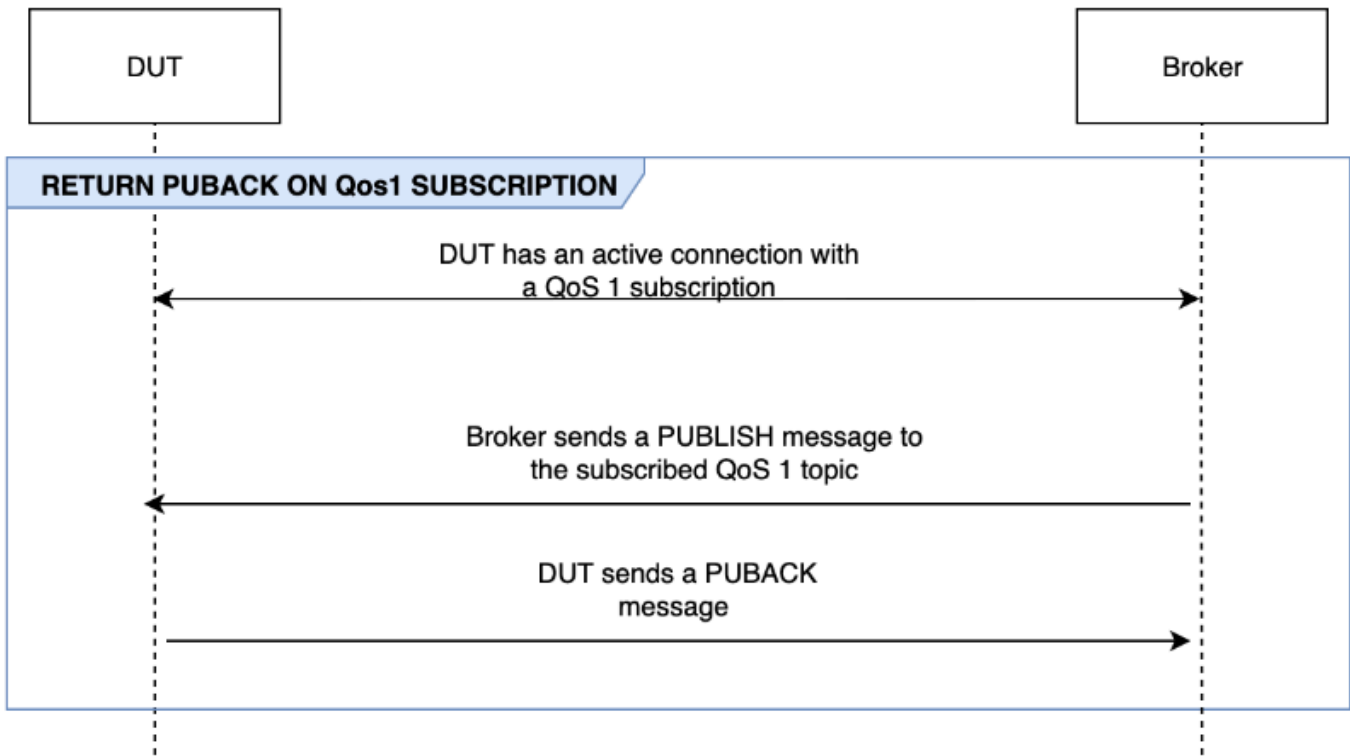 DUT
Broker
RETURN PUBACK ON Qos1 SUBSCRIPTION
DUT has an active connection with
a QoS 1 subscription
Broker sends a PUBLISH message to
the subscribed QoS 1 topic
DUT sends a PUBACK
message